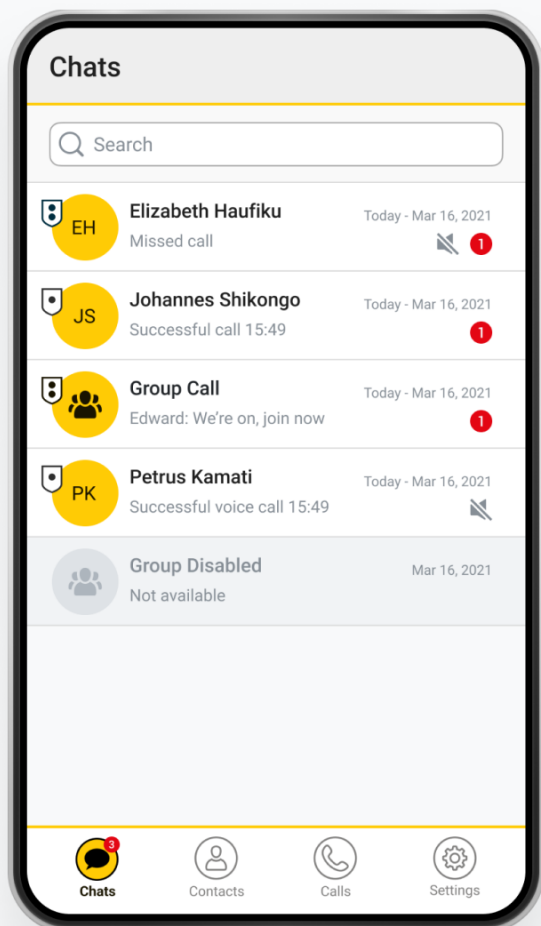 Chats
Search
EH
Elizabeth Haufiku
Today - Mar 16, 2021
Missed call
1
JS
Johannes Shikongo
Today - Mar 16, 2021
Successful call 15:49
1
Group Call
Today - Mar 16, 2021
Edward: We're on, join now
1
PK
Petrus Kamati
Today - Mar 16, 2021
Successful voice call 15:49
Group Disabled
Mar 16, 2021
Not available
3
Chats
Contacts
Calls
Settings